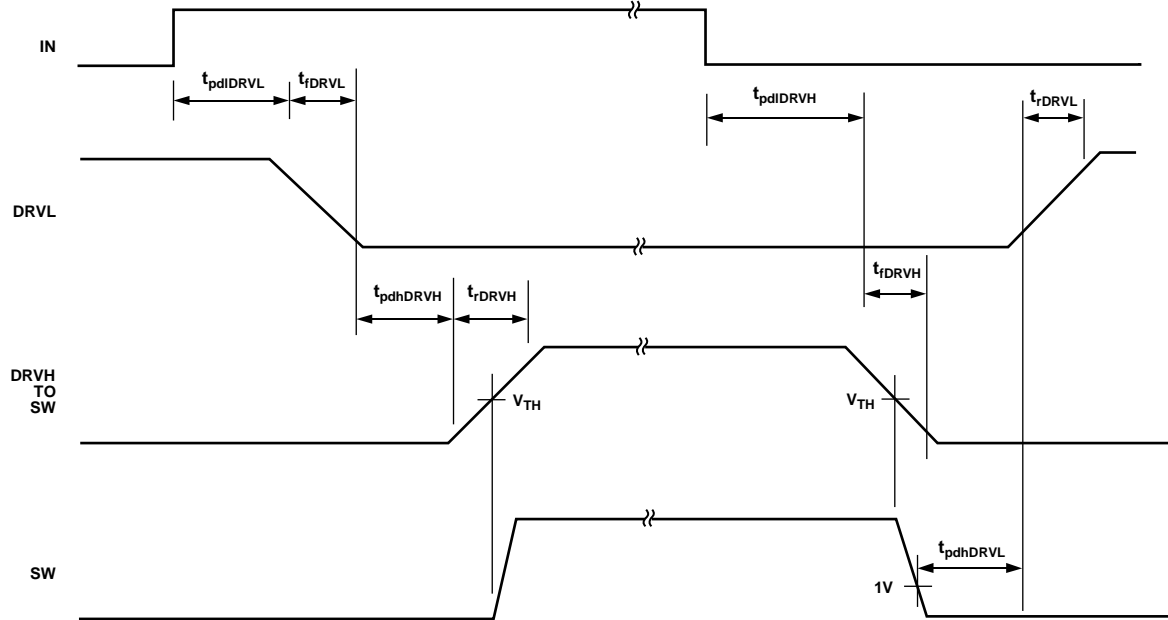 IN
tpdlDRVL
tfDRVL
tpdlDRVH
trDRVL
DRVL
tpdhDRVH
trDRVH
tfDRVH
DRVH
TO
SW
VTH
VTH
SW
1V
tpdhDRVL